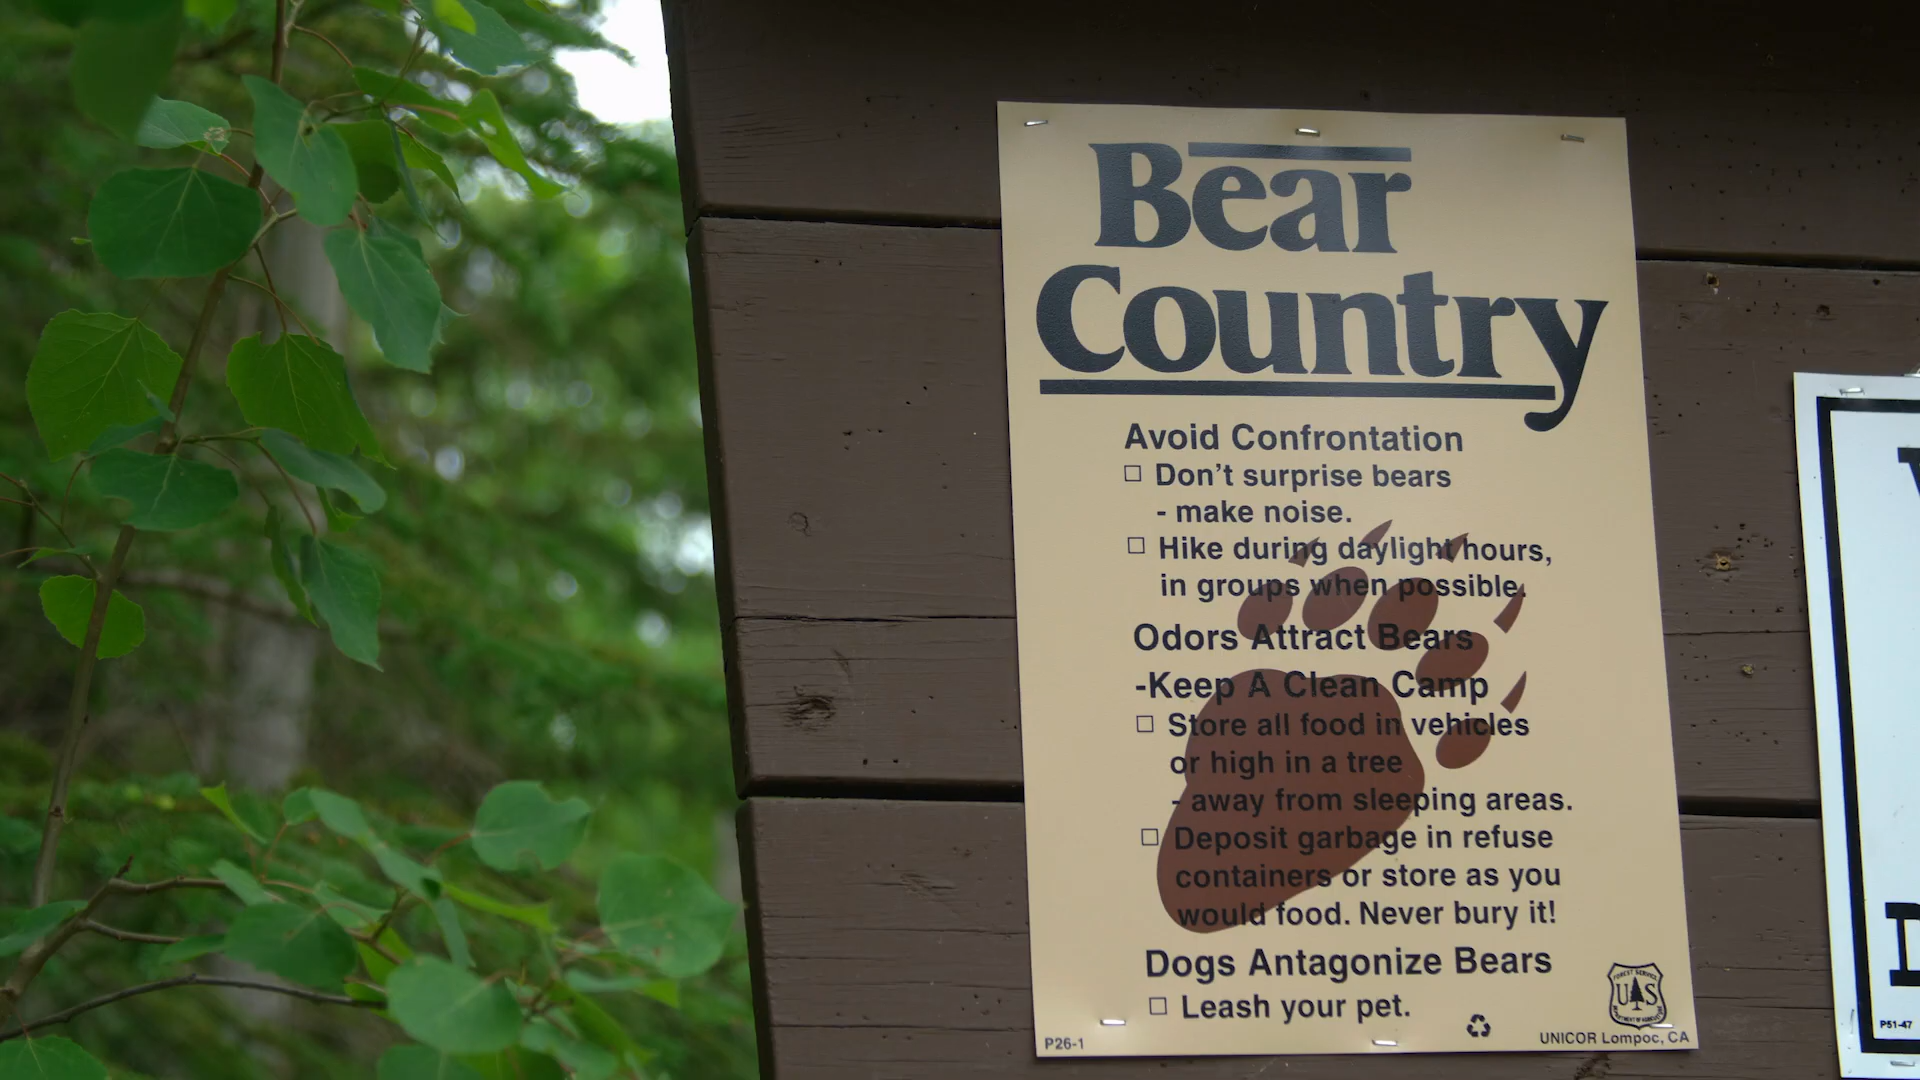 Bear
Country
Avoid Confrontation
□ Don't surprise bears
- make noise.
□ Hike during daylight hours,
in groups when possible.
Odors Attract Bears
-Keep A Clean Camp
□ Store all food in vehicles
or high in a tree
- away from sleeping areas.
□ Deposit garbage in refuse
containers or store as you
would food. Never bury it!
Dogs Antagonize Bears
□ Leash your pet.
FOREST SERVICE
US
DEPARTMENT OF AGRICULTURE
P26-1
UNICOR Lompoc, CA
P51-47